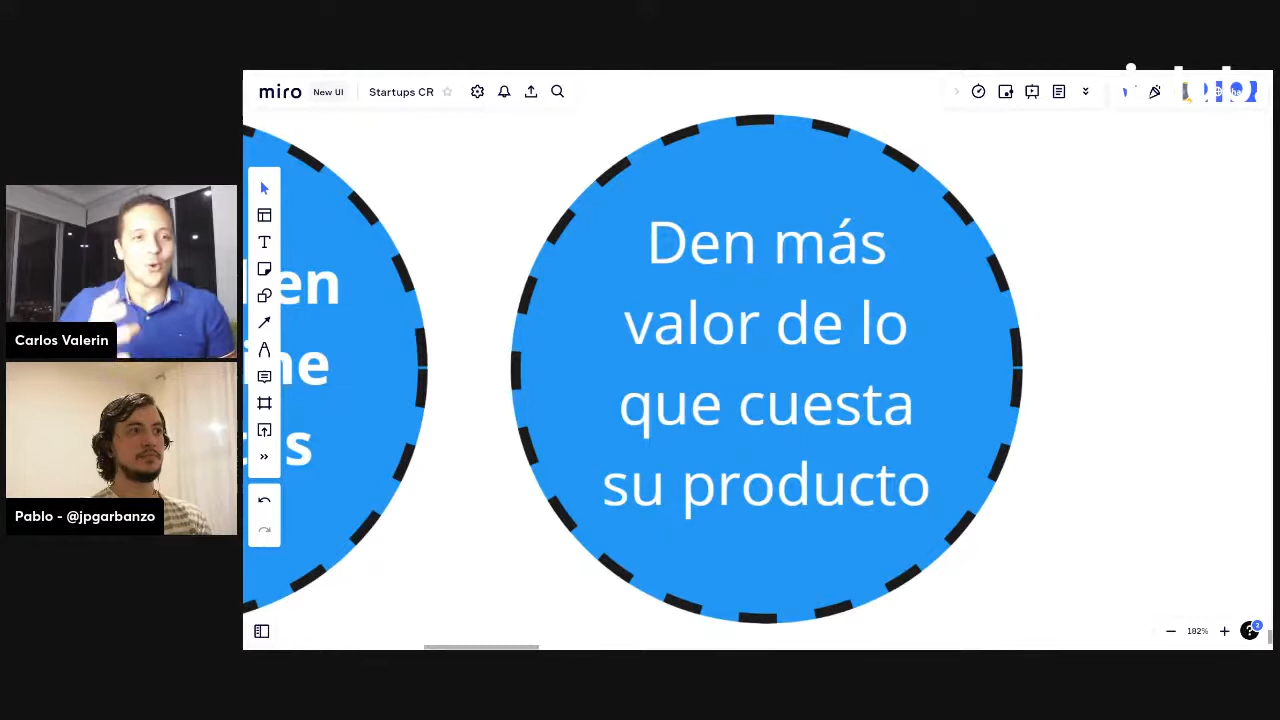 miro
New UI
Startups CR
Carlos Valerin
Pablo - @jpgarbanzo
Den más
valor de lo
que cuesta
su producto
182%
?
2